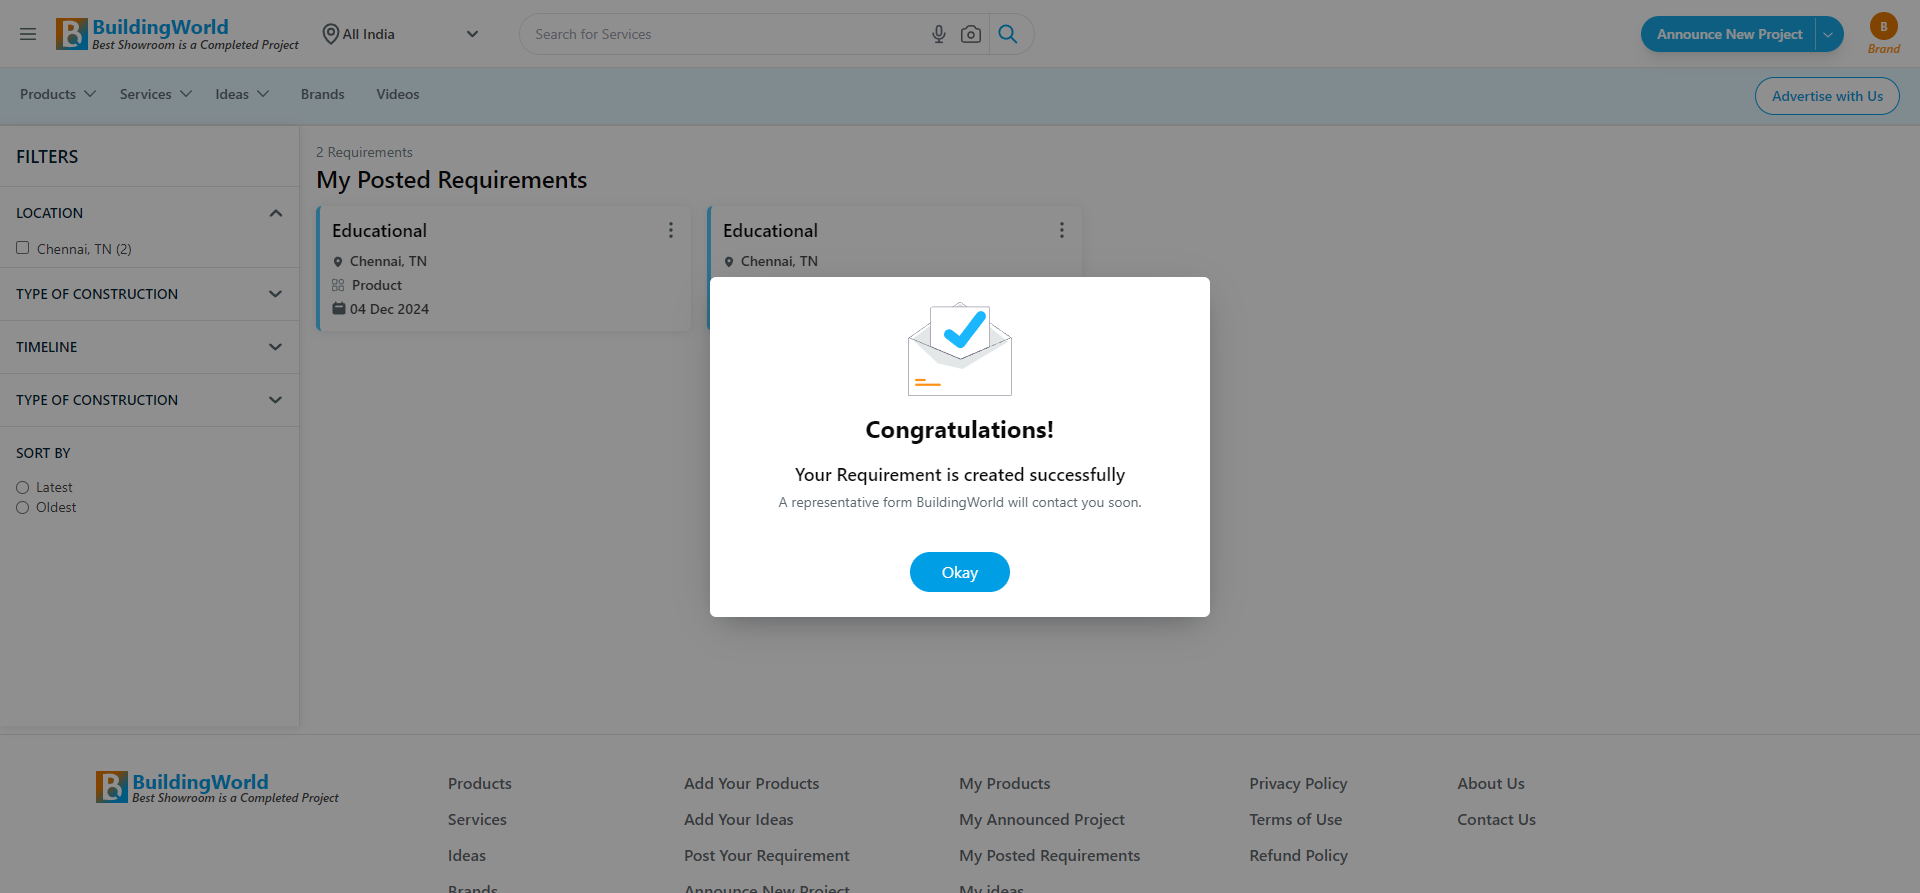 BuildingWorld
Best Showroom is a Completed Project
All India
Search for Services
Announce New Project
B
Brand
Products
Services
Ideas
Brands
Videos
Advertise with Us
FILTERS
LOCATION
Chennai, TN (2)
TYPE OF CONSTRUCTION
TIMELINE
TYPE OF CONSTRUCTION
SORT BY
Latest
Oldest
2 Requirements
My Posted Requirements
Educational
Chennai, TN
Product
04 Dec 2024
Educational
Chennai, TN
Congratulations!
Your Requirement is created successfully
A representative form BuildingWorld will contact you soon.
Okay
BuildingWorld
Best Showroom is a Completed Project
Products
Services
Ideas
Brands
Add Your Products
Add Your Ideas
Post Your Requirement
Announce New Project
My Products
My Announced Project
My Posted Requirements
My ideas
Privacy Policy
Terms of Use
Refund Policy
About Us
Contact Us